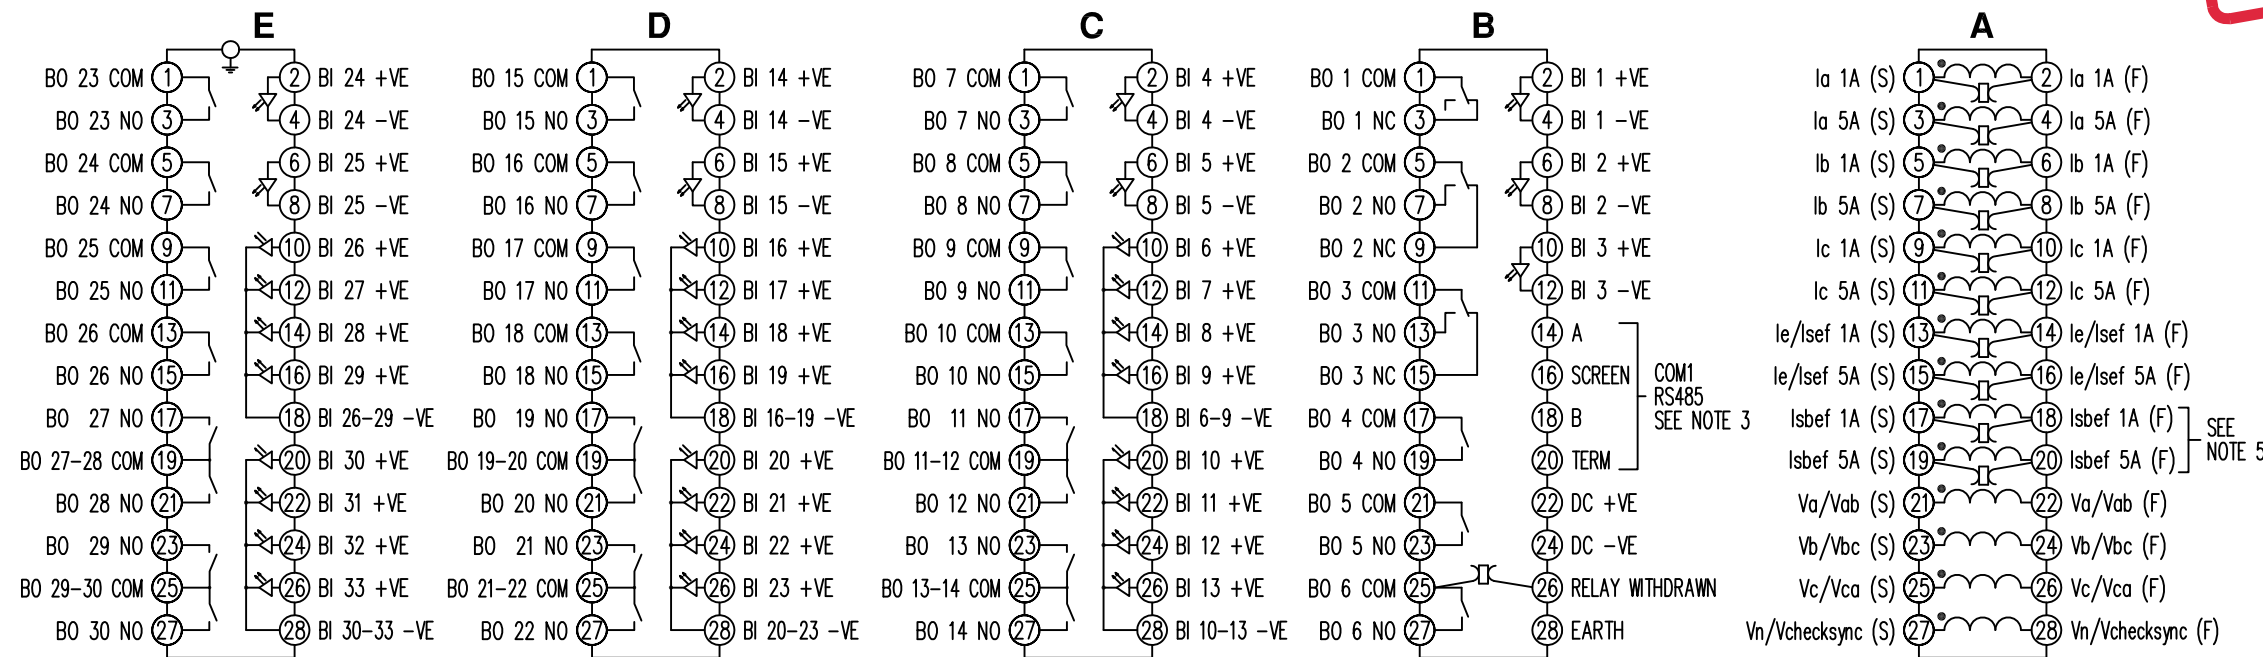 E D C B A
BO 23 COM 1 2 BI 24 +VE BO 15 COM 1 2 BI 14 +VE BO 7 COM 1 2 BI 4 +VE BO 1 COM 1 2 BI 1 +VE Ia 1A (S) 1 2 Ia 1A (F)
BO 23 NO 3 4 BI 24 -VE BO 15 NO 3 4 BI 14 -VE BO 7 NO 3 4 BI 4 -VE BO 1 NC 3 4 BI 1 -VE Ia 5A (S) 3 4 Ia 5A (F)
BO 24 COM 5 6 BI 25 +VE BO 16 COM 5 6 BI 15 +VE BO 8 COM 5 6 BI 5 +VE BO 2 COM 5 6 BI 2 +VE Ib 1A (S) 5 6 Ib 1A (F)
BO 24 NO 7 8 BI 25 -VE BO 16 NO 7 8 BI 15 -VE BO 8 NO 7 8 BI 5 -VE BO 2 NO 7 8 BI 2 -VE Ib 5A (S) 7 8 Ib 5A (F)
BO 25 COM 9 10 BI 26 +VE BO 17 COM 9 10 BI 16 +VE BO 9 COM 9 10 BI 6 +VE BO 2 NC 9 10 BI 3 +VE Ic 1A (S) 9 10 Ic 1A (F)
BO 25 NO 11 12 BI 27 +VE BO 17 NO 11 12 BI 17 +VE BO 9 NO 11 12 BI 7 +VE BO 3 COM 11 12 BI 3 -VE Ic 5A (S) 11 12 Ic 5A (F)
BO 26 COM 13 14 BI 28 +VE BO 18 COM 13 14 BI 18 +VE BO 10 COM 13 14 BI 8 +VE BO 3 NO 13 14 A Ie/Isef 1A (S) 13 14 Ie/Isef 1A (F)
BO 26 NO 15 16 BI 29 +VE BO 18 NO 15 16 BI 19 +VE BO 10 NO 15 16 BI 9 +VE BO 3 NC 15 16 SCREEN COM1 Ie/Isef 5A (S) 15 16 Ie/Isef 5A (F)
RS485
BO 27 NO 17 18 BI 26-29 -VE BO 19 NO 17 18 BI 16-19 -VE BO 11 NO 17 18 BI 6-9 -VE BO 4 COM 17 18 B SEE NOTE 3 Isbef 1A (S) 17 18 Isbef 1A (F) SEE
NOTE 5
BO 27-28 COM 19 20 BI 30 +VE BO 19-20 COM 19 20 BI 20 +VE BO 11-12 COM 19 20 BI 10 +VE BO 4 NO 19 20 TERM Isbef 5A (S) 19 20 Isbef 5A (F)
BO 28 NO 21 22 BI 31 +VE BO 20 NO 21 22 BI 21 +VE BO 12 NO 21 22 BI 11 +VE BO 5 COM 21 22 DC +VE Va/Vab (S) 21 22 Va/Vab (F)
BO 29 NO 23 24 BI 32 +VE BO 21 NO 23 24 BI 22 +VE BO 13 NO 23 24 BI 12 +VE BO 5 NO 23 24 DC -VE Vb/Vbc (S) 23 24 Vb/Vbc (F)
BO 29-30 COM 25 26 BI 33 +VE BO 21-22 COM 25 26 BI 23 +VE BO 13-14 COM 25 26 BI 13 +VE BO 6 COM 25 26 RELAY WITHDRAWN Vc/Vca (S) 25 26 Vc/Vca (F)
BO 30 NO 27 28 BI 30-33 -VE BO 22 NO 27 28 BI 20-23 -VE BO 14 NO 27 28 BI 10-13 -VE BO 6 NO 27 28 EARTH Vn/Vchecksync (S) 27 28 Vn/Vchecksync (F)